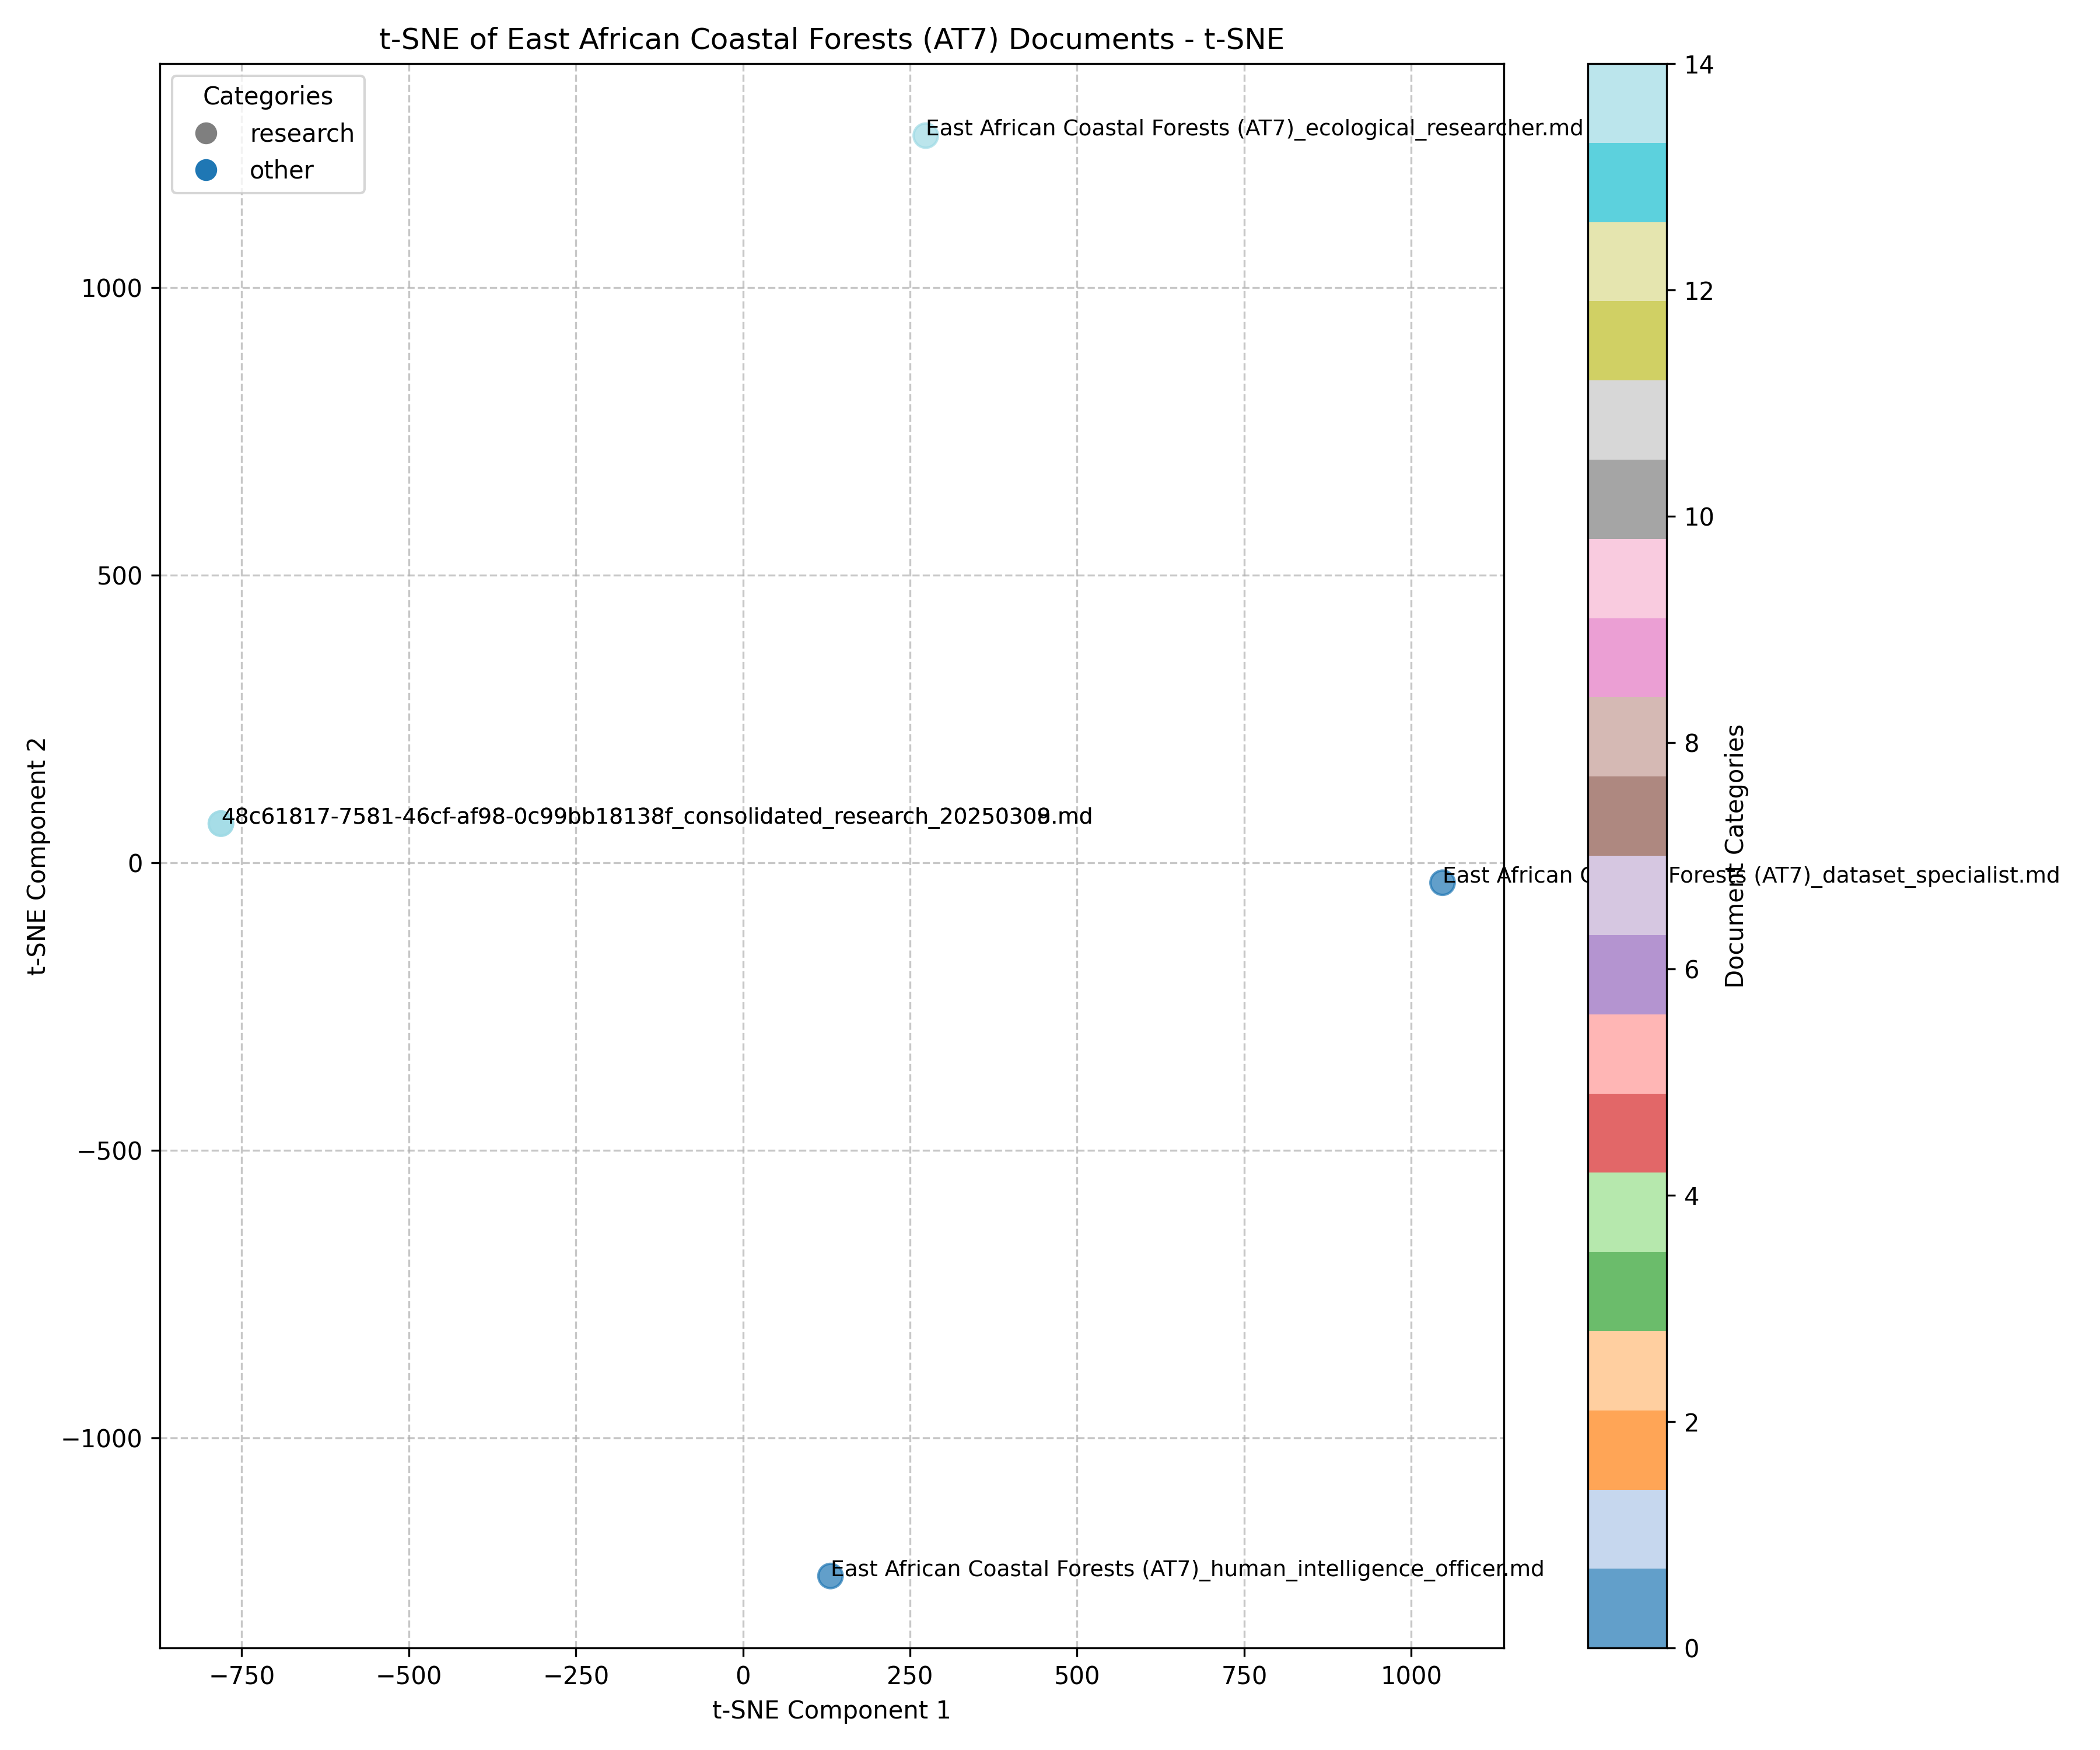 t-SNE of East African Coastal Forests (AT7) Documents - t-SNE
Categories
research
other
East African Coastal Forests (AT7)_ecological_researcher.md
48c61817-7581-46cf-af98-0c99bb18138f_consolidated_research_
East African Forests (AT7)_dataset_specialist.md
East African Coastal Forests (AT7)_human_intelligence_officer.md
1000
500
0
−500
−1000
t-SNE Component 2
−750
−500
−250
0
250
500
750
1000
t-SNE Component 1
14
12
10
8
6
4
2
0
Document Categories